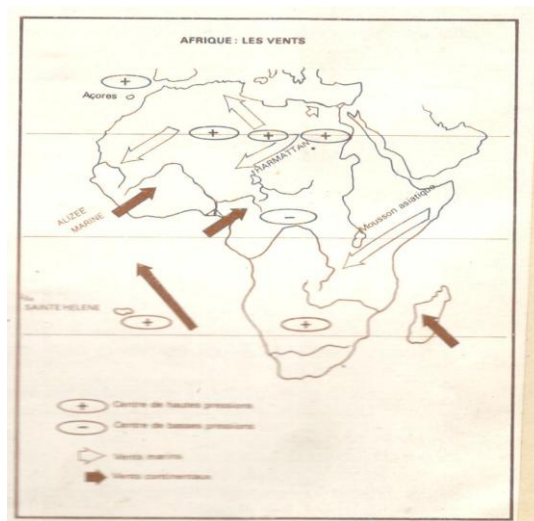 AFRIQUE : LES VENTS
Açores
HARMATTAN
Mousson asiatique
ALIZEE
MARINE
SAINTE HELENE
Centre de hautes pressions
Centre de basses pressions
Vents marins
Vents continentaux